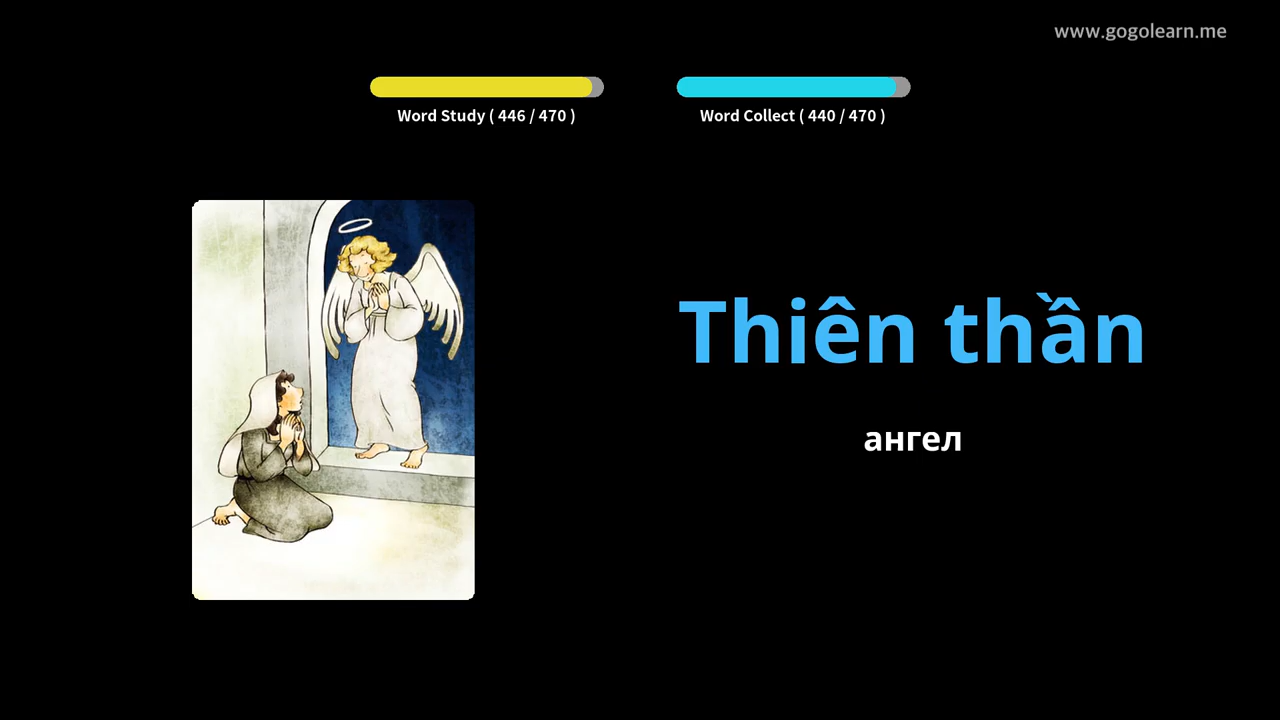 www.gogolearn.me
Word Study ( 446 / 470 )
Word Collect ( 440 / 470 )
Thiên thần
ангел